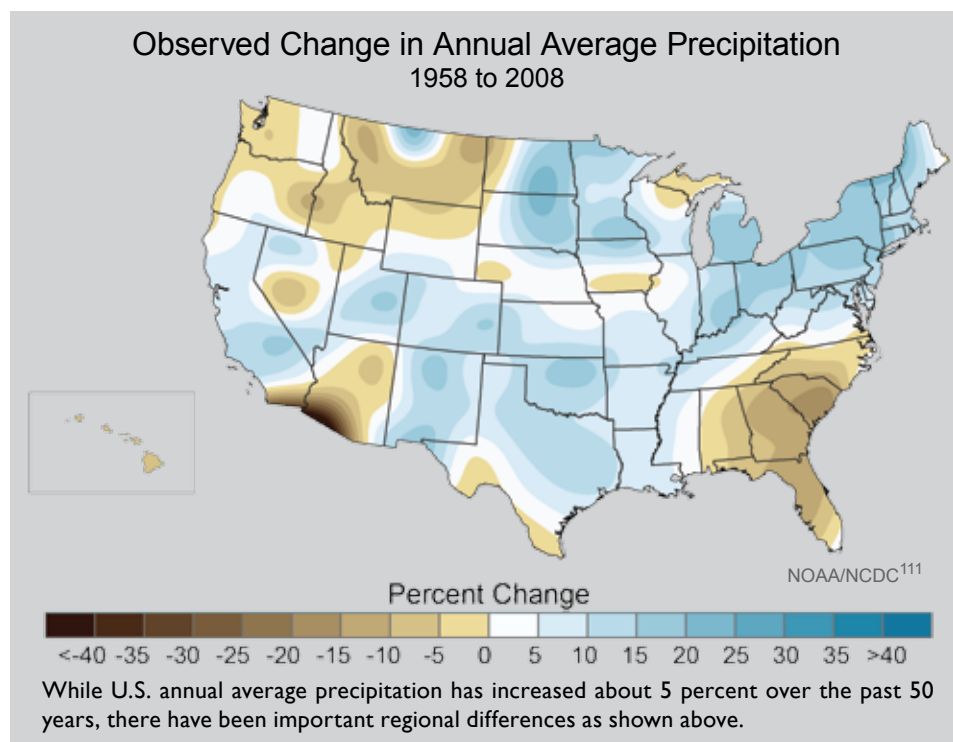 Observed Change in Annual Average Precipitation
1958 to 2008
NOAA/NCDC111
Percent Change
<-40 -35 -30 -25 -20 -15 -10 -5 0 5 10 15 20 25 30 35 >40
While U.S. annual average precipitation has increased about 5 percent over the past 50
years, there have been important regional differences as shown above.